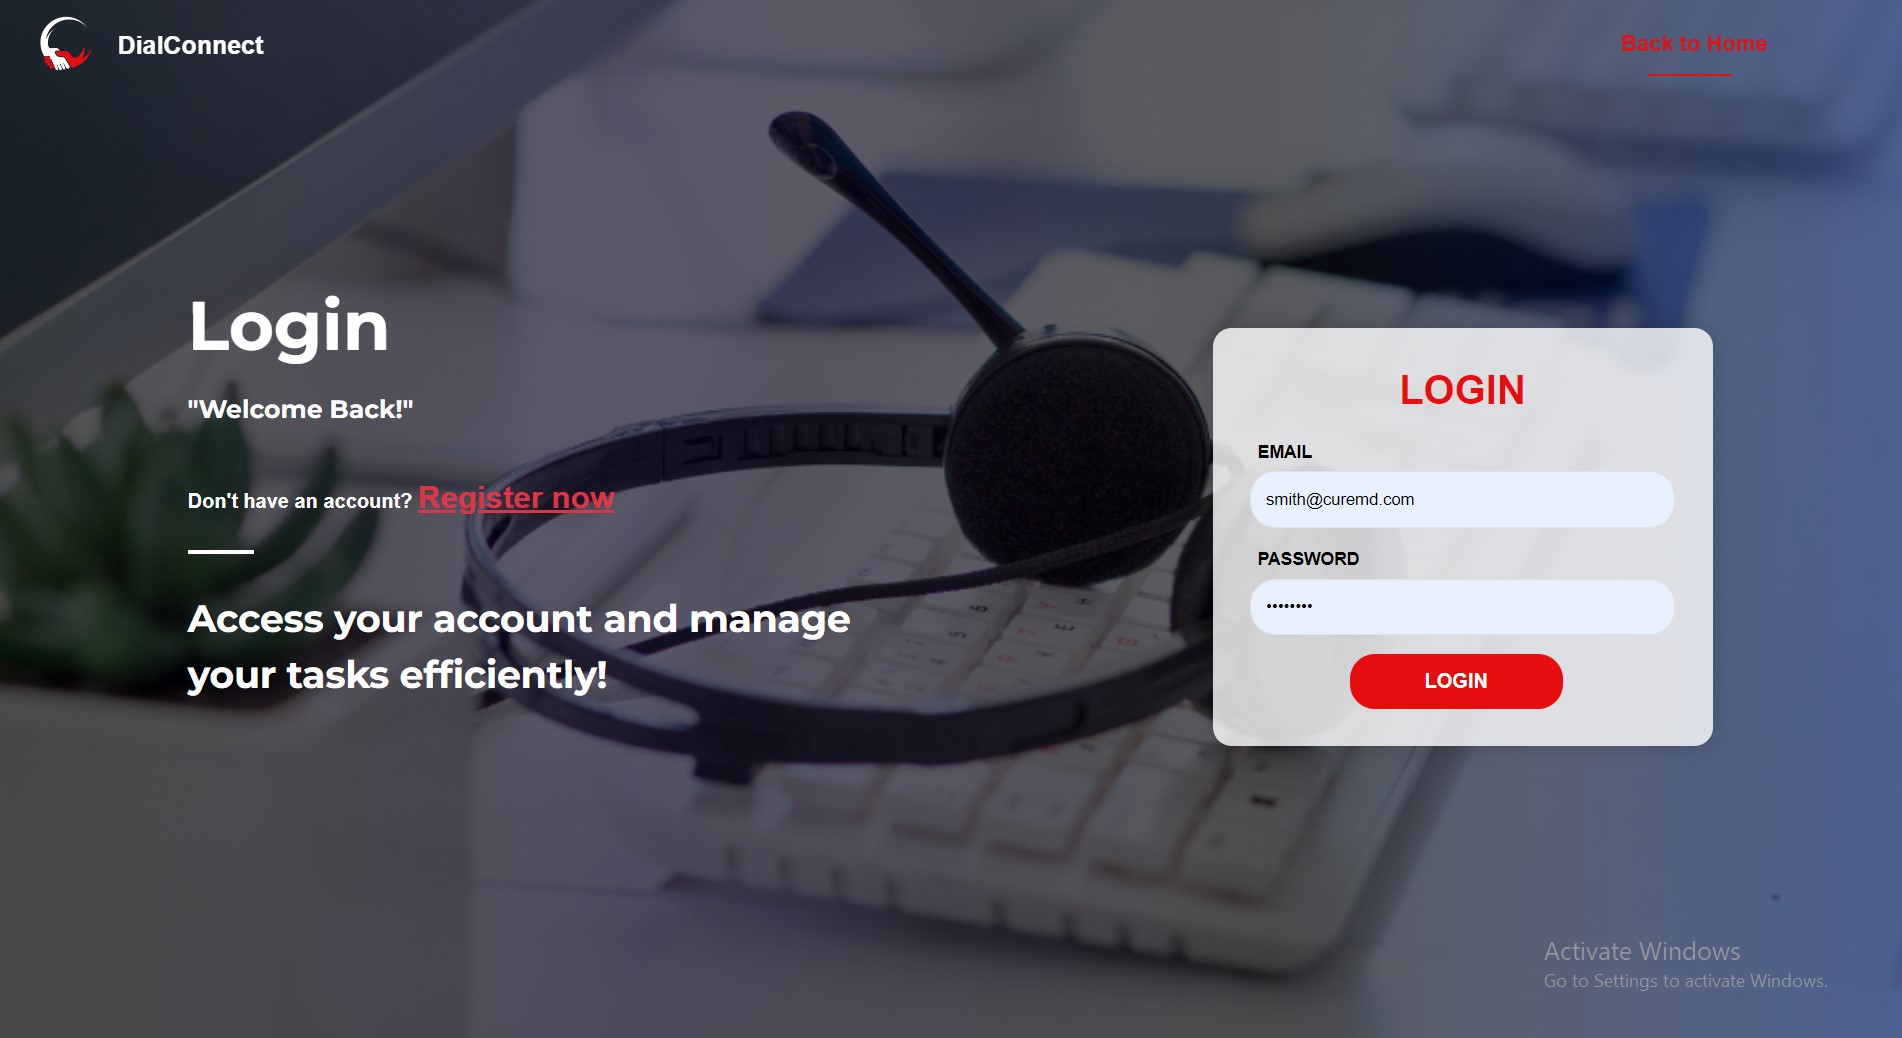 DialConnect
Back to Home
Login
"Welcome Back!"
Don't have an account? Register now
Access your account and manage
your tasks efficiently!
LOGIN
EMAIL
smith@curemd.com
PASSWORD
••••••••
LOGIN
Activate Windows
Go to Settings to activate Windows.